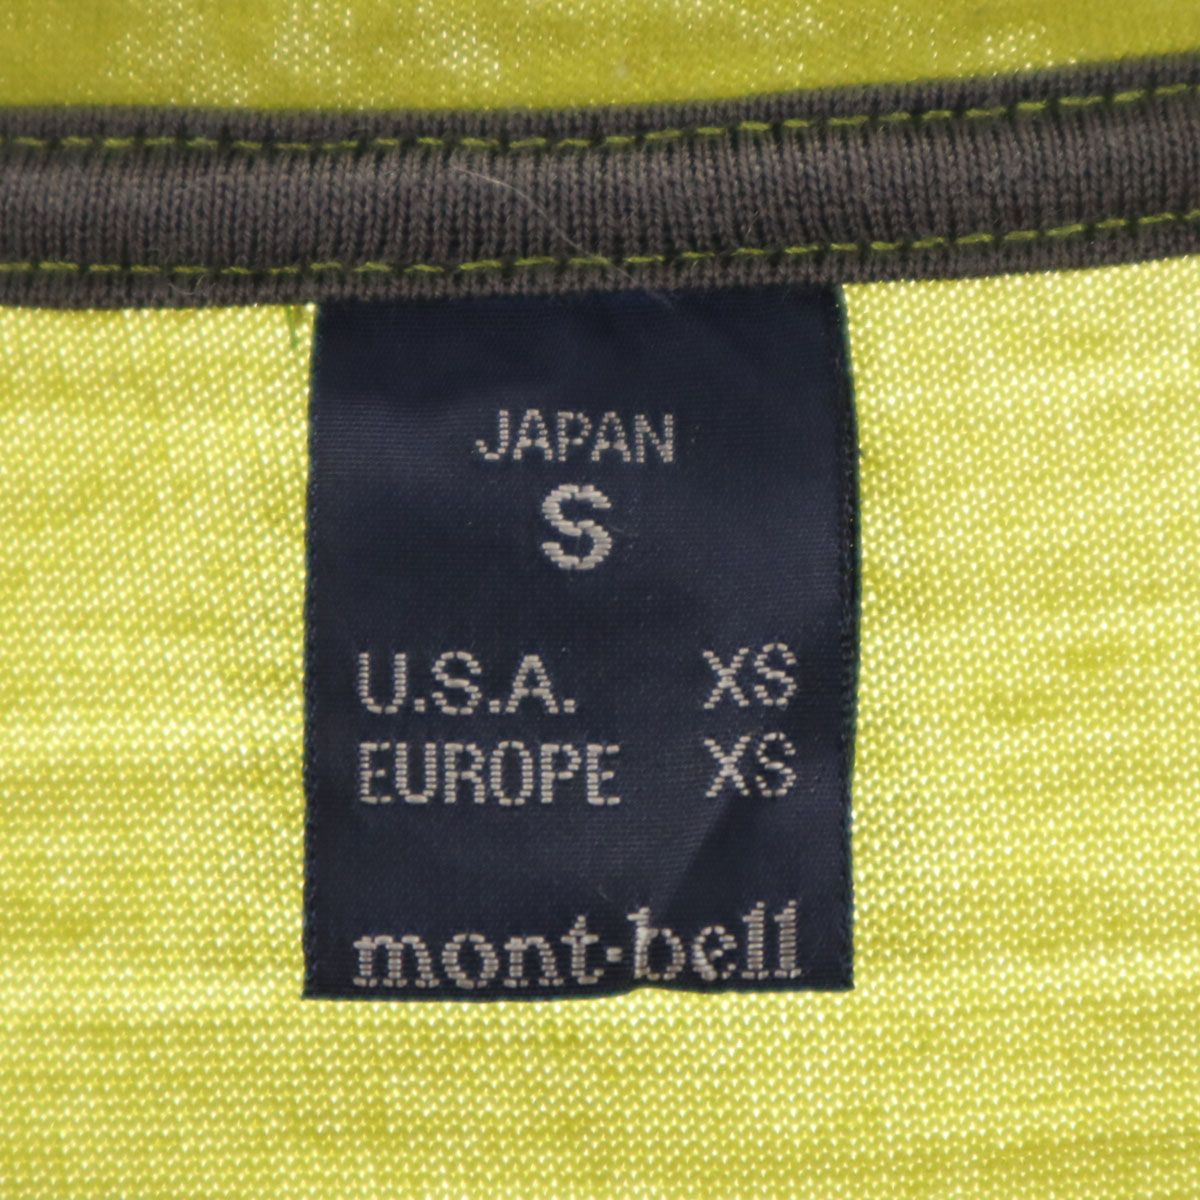 JAPAN
S
U.S.A. XS
EUROPE XS
mont·bell